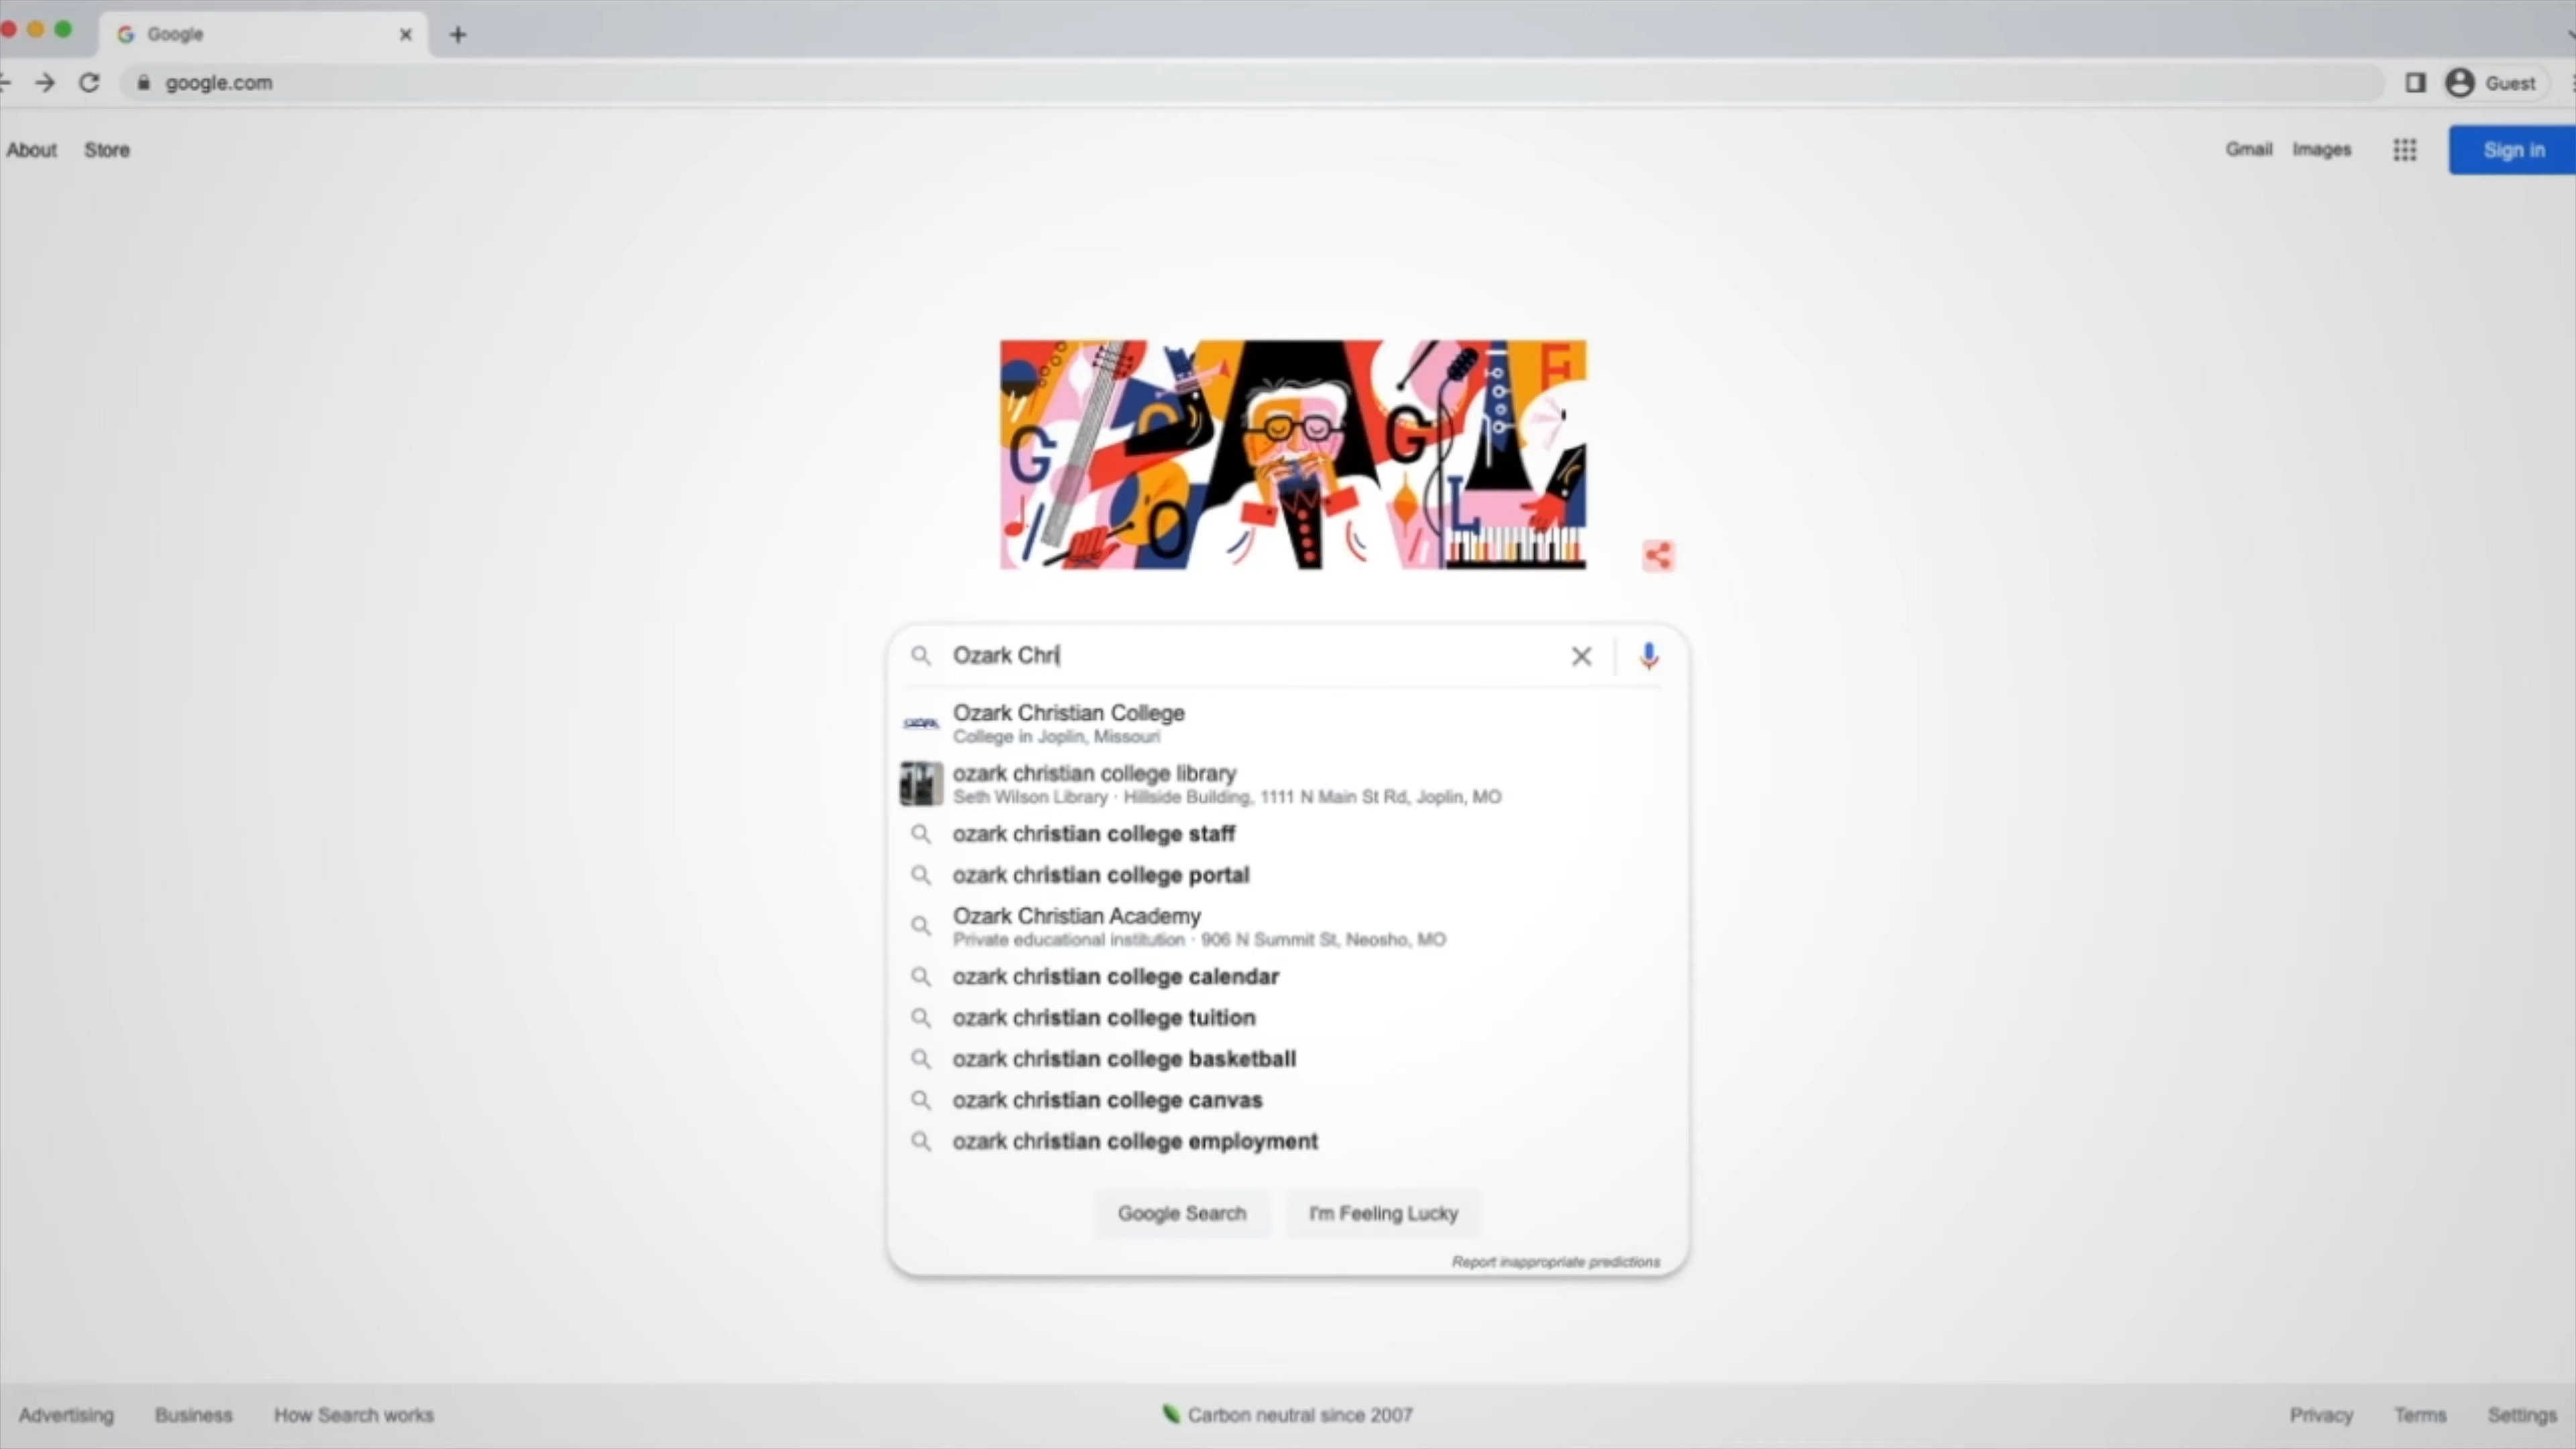 Google
google.com
Guest
About Store
Gmail Images
Sign in
G O O G L E
Ozark Chri
OZARK
Ozark Christian College
College in Joplin, Missouri
ozark christian college library
Seth Wilson Library · Hillside Building, 1111 N Main St Rd, Joplin, MO
ozark christian college staff
ozark christian college portal
Ozark Christian Academy
Private educational institution · 906 N Summit St, Neosho, MO
ozark christian college calendar
ozark christian college tuition
ozark christian college basketball
ozark christian college canvas
ozark christian college employment
Google Search I'm Feeling Lucky
Report inappropriate predictions
Advertising Business How Search works
Carbon neutral since 2007
Privacy Terms Settings